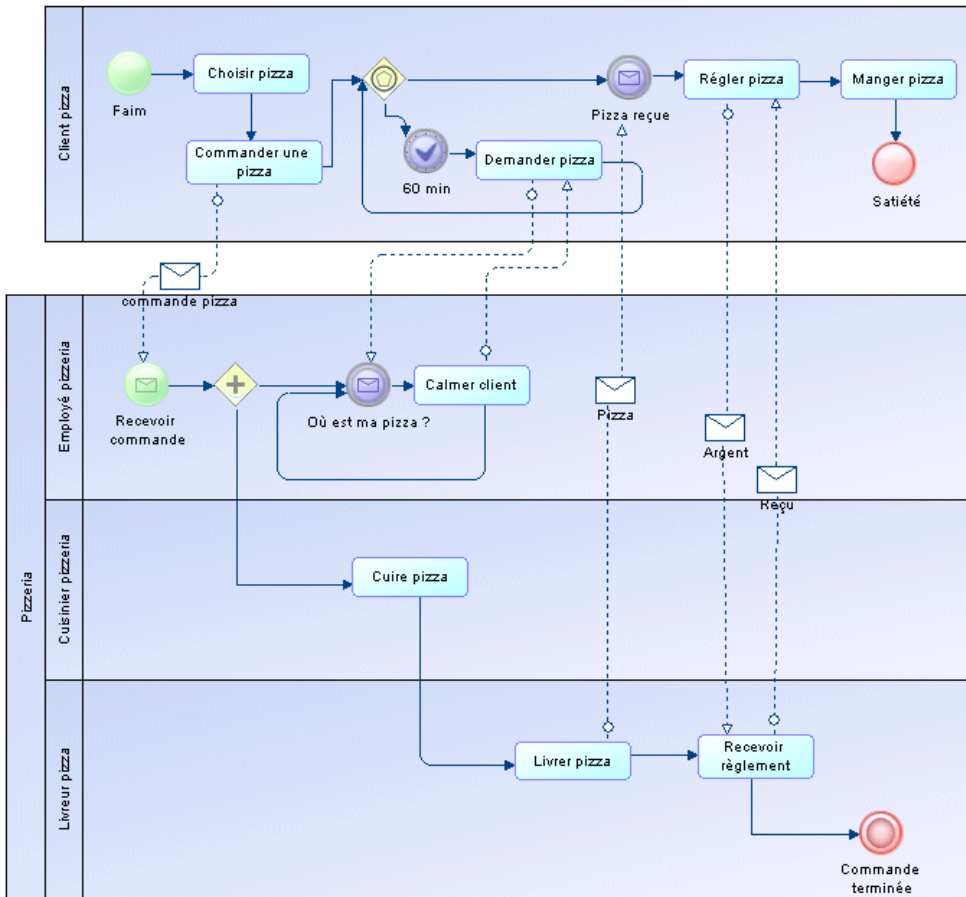 Client pizza
Faim
Choisir pizza
Commander une
pizza
60 min
Demander pizza
Pizza reçue
Régler pizza
Manger pizza
Satiété
commande pizza
Pizzeria
Employé pizzeria
Recevoir
commande
Où est ma pizza ?
Calmer client
Pizza
Argent
Reçu
Cuisinier pizzeria
Cuire pizza
Livreur pizza
Livrer pizza
Recevoir
règlement
Commande
terminée